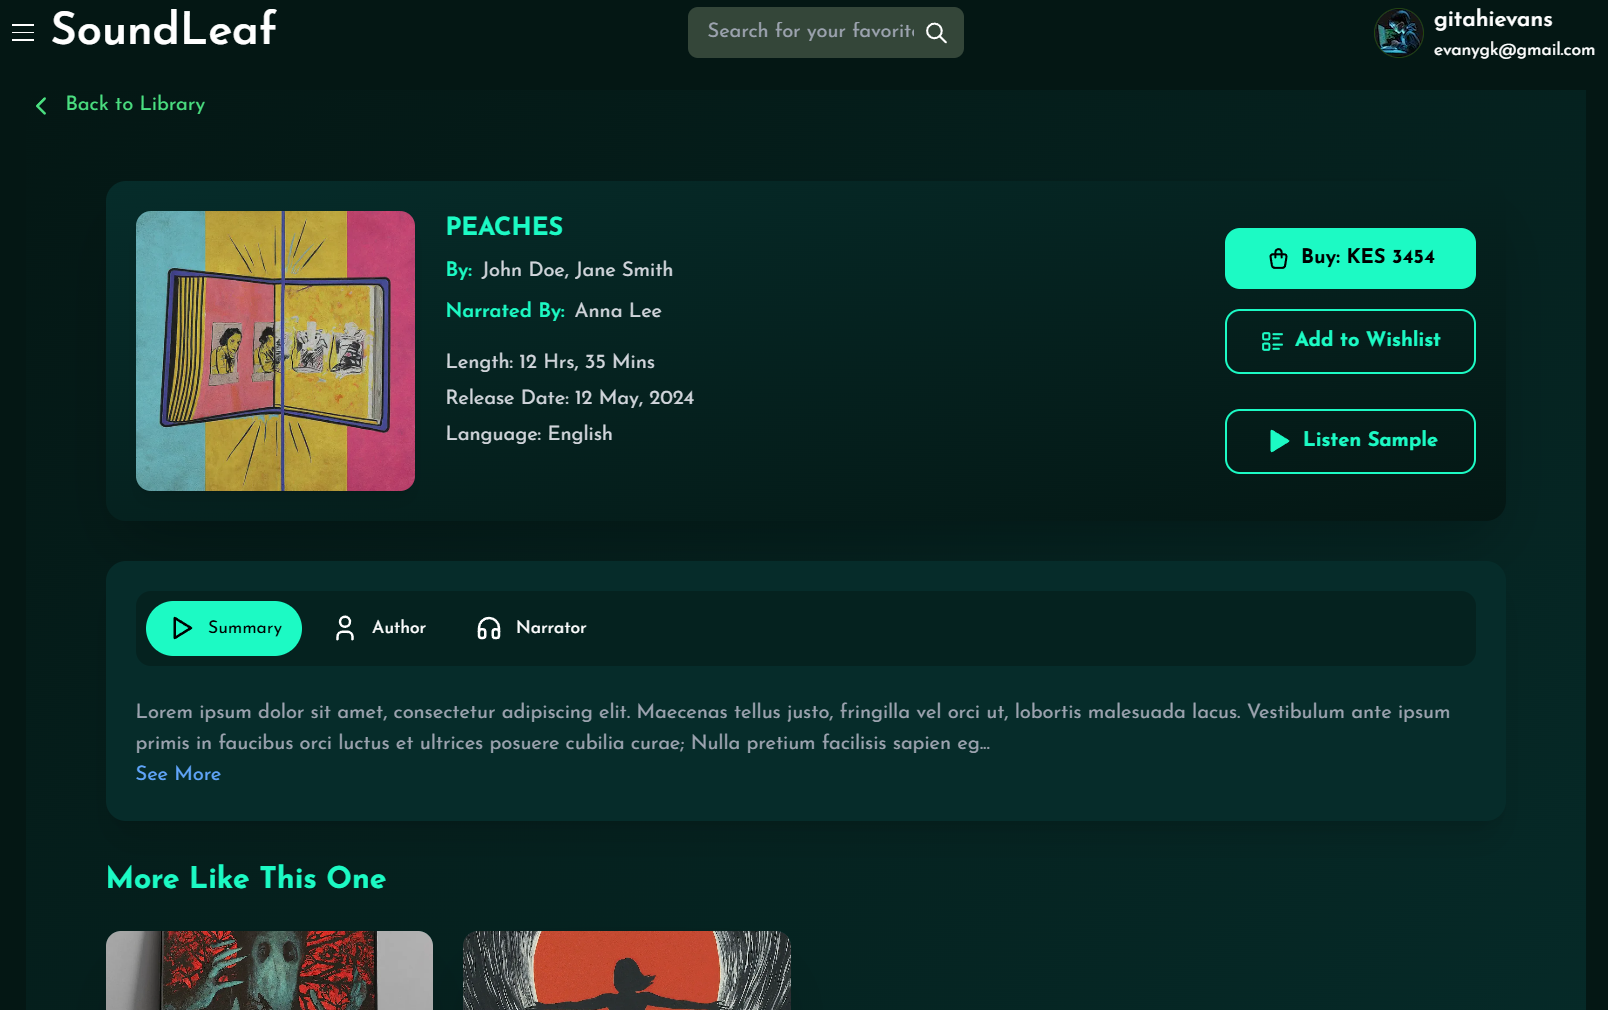 SoundLeaf
Search for your favorit
gitahievans
evanygk@gmail.com
Back to Library
PEACHES
By: John Doe, Jane Smith
Narrated By: Anna Lee
Length: 12 Hrs, 35 Mins
Release Date: 12 May, 2024
Language: English
Buy: KES 3454
Add to Wishlist
Listen Sample
Summary
Author
Narrator
Lorem ipsum dolor sit amet, consectetur adipiscing elit. Maecenas tellus justo, fringilla vel orci ut, lobortis malesuada lacus. Vestibulum ante ipsum
primis in faucibus orci luctus et ultrices posuere cubilia curae; Nulla pretium facilisis sapien eg...
See More
More Like This One